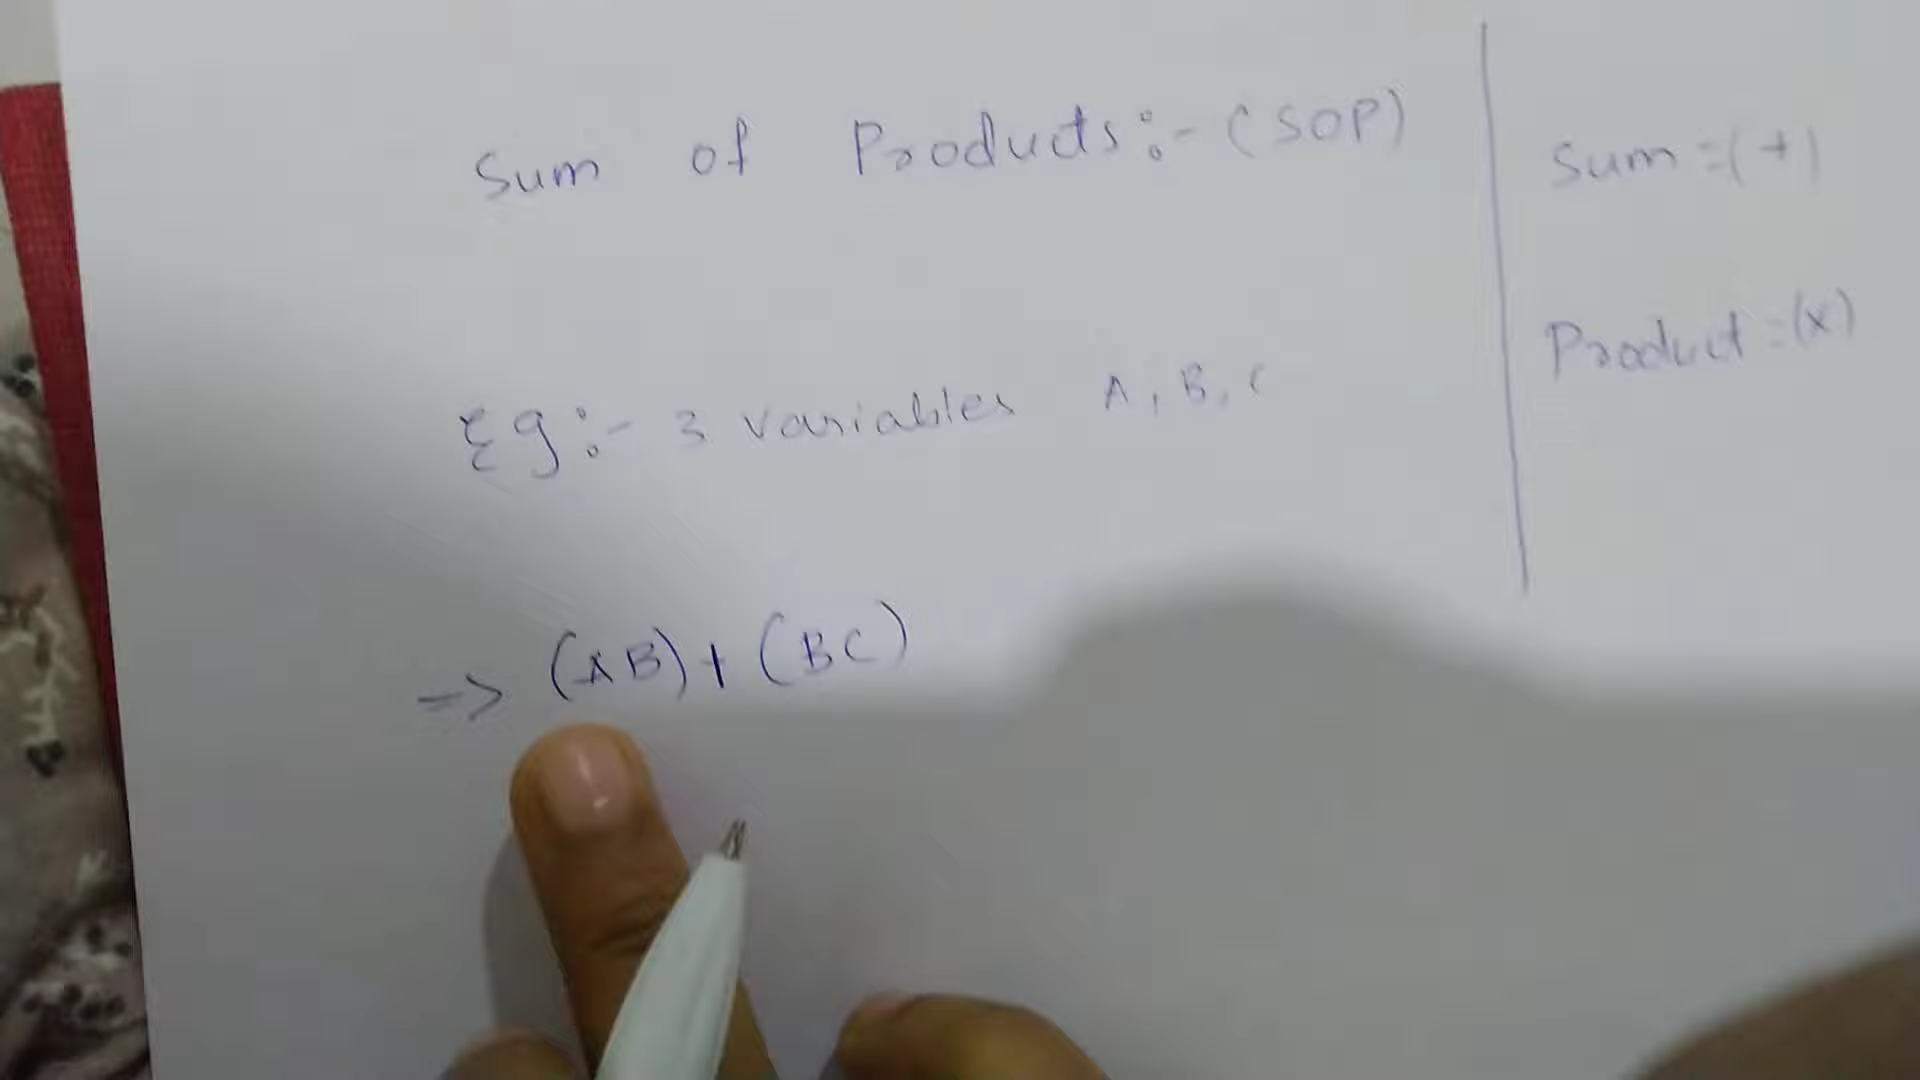 Sum of Products:- (SOP)
Eg:- 3 variables A, B, C
=> (AB)+(BC)
Sum =(+)
Product =(x)